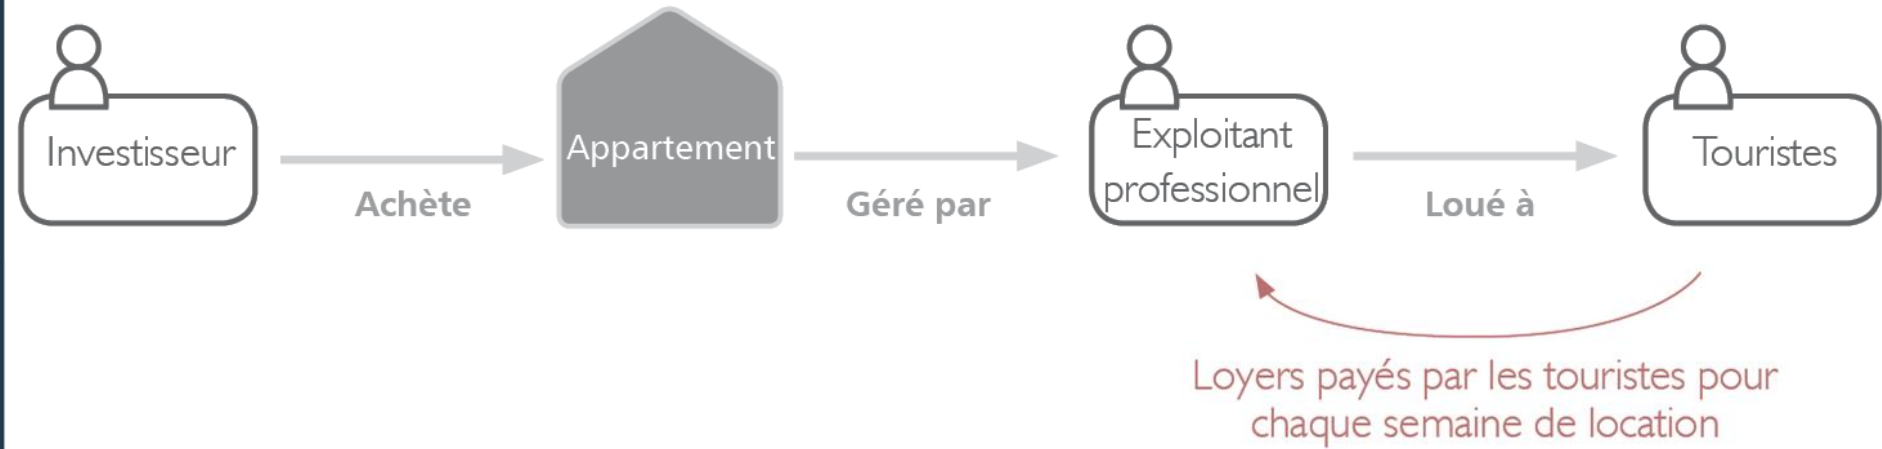 Investisseur
Achète
Appartement
Géré par
Exploitant
professionnel
Loué à
Touristes
Loyers payés par les touristes pour
chaque semaine de location